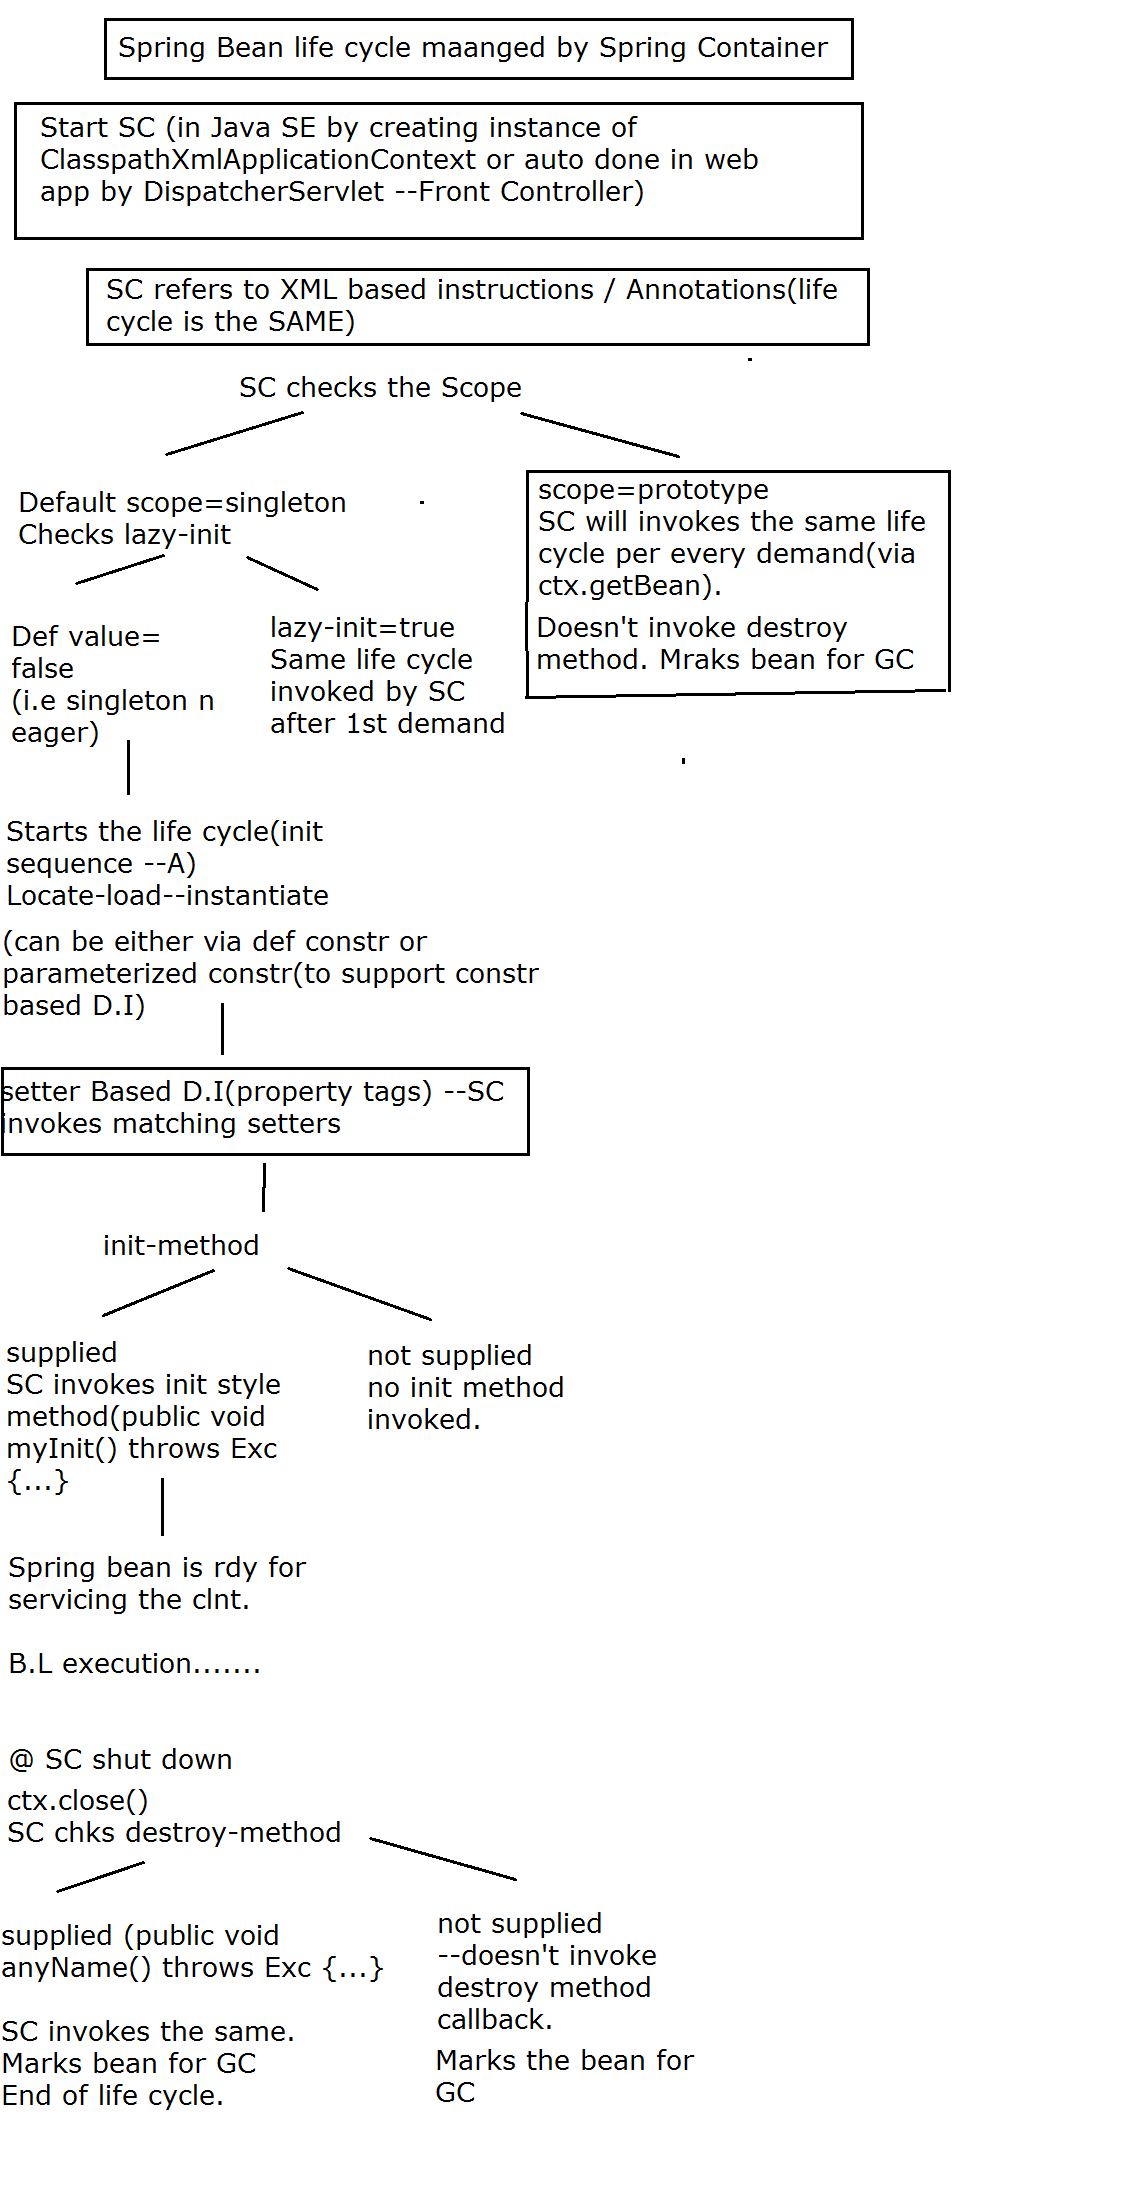 Spring Bean life cycle maanged by Spring Container
Start SC (in Java SE by creating instance of
ClasspathXmlApplicationContext or auto done in web
app by DispatcherServlet --Front Controller)
SC refers to XML based instructions / Annotations(life
cycle is the SAME)
SC checks the Scope
Default scope=singleton
Checks lazy-init
scope=prototype
SC will invokes the same life
cycle per every demand(via
ctx.getBean).
Doesn't invoke destroy
method. Mraks bean for GC
Def value=
false
(i.e singleton n
eager)
lazy-init=true
Same life cycle
invoked by SC
after 1st demand
Starts the life cycle(init
sequence --A)
Locate-load--instantiate
(can be either via def constr or
parameterized constr(to support constr
based D.I)
setter Based D.I(property tags) --SC
invokes matching setters
init-method
supplied
SC invokes init style
method(public void
myInit() throws Exc
{...}
not supplied
no init method
invoked.
Spring bean is rdy for
servicing the clnt.
B.L execution.......
@ SC shut down
ctx.close()
SC chks destroy-method
supplied (public void
anyName() throws Exc {...}
SC invokes the same.
Marks bean for GC
End of life cycle.
not supplied
--doesn't invoke
destroy method
callback.
Marks the bean for
GC